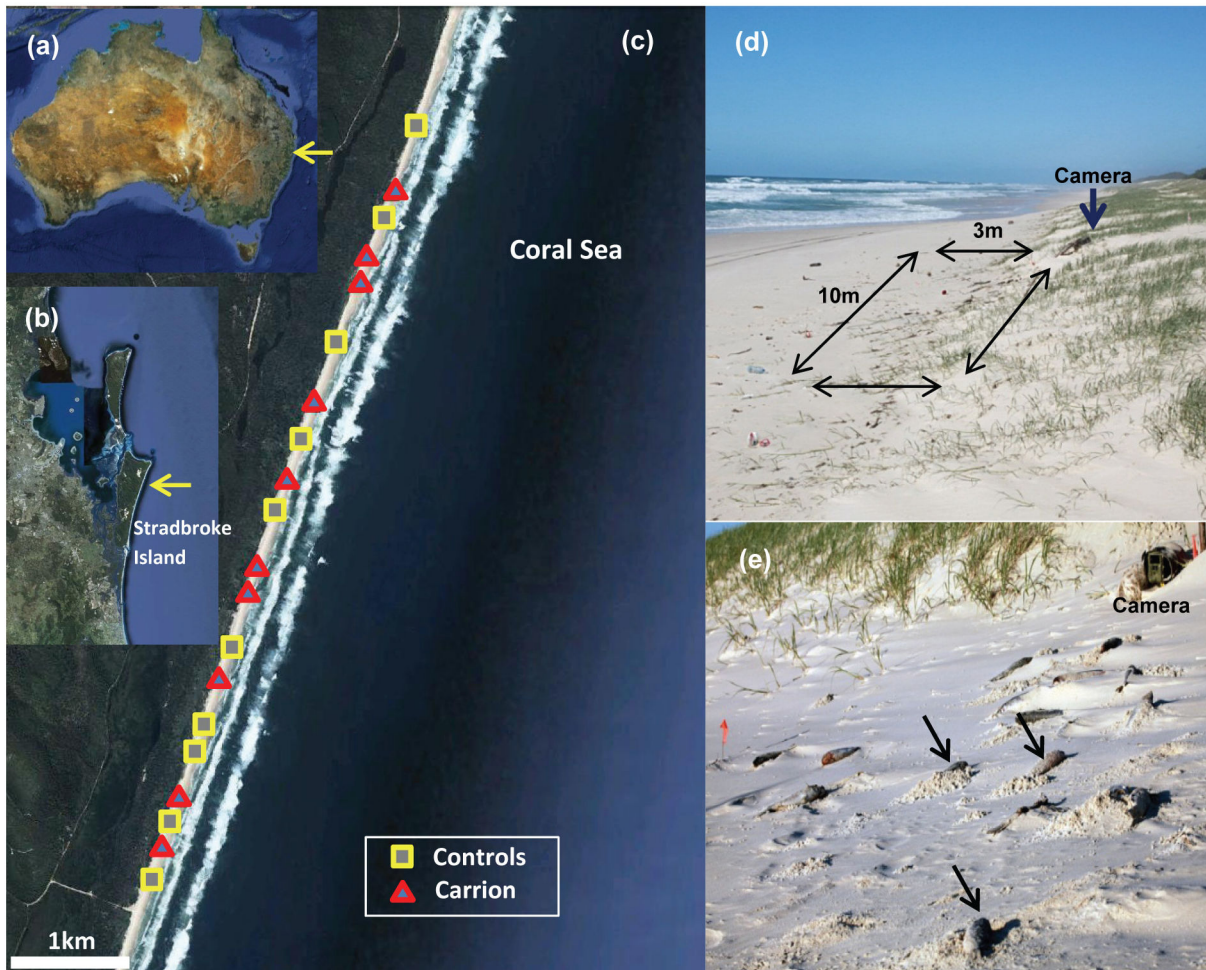 (a)
(b)
Stradbroke
Island
(c)
Coral Sea
Controls
Carrion
1km
(d)
Camera
3m
10m
(e)
Camera